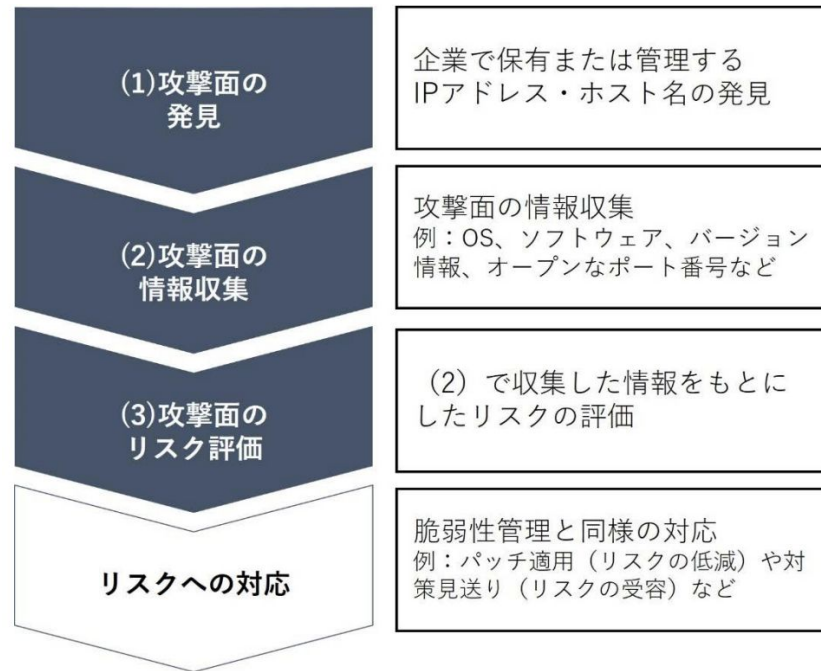 (1)攻撃面の
発見
企業で保有または管理する
IPアドレス・ホスト名の発見
(2)攻撃面の
情報収集
攻撃面の情報収集
例：OS、ソフトウェア、バージョン
情報、オープンなポート番号など
(3)攻撃面の
リスク評価
（2）で収集した情報をもとに
したリスクの評価
リスクへの対応
脆弱性管理と同様の対応
例：パッチ適用（リスクの低減）や対
策見送り（リスクの受容）など